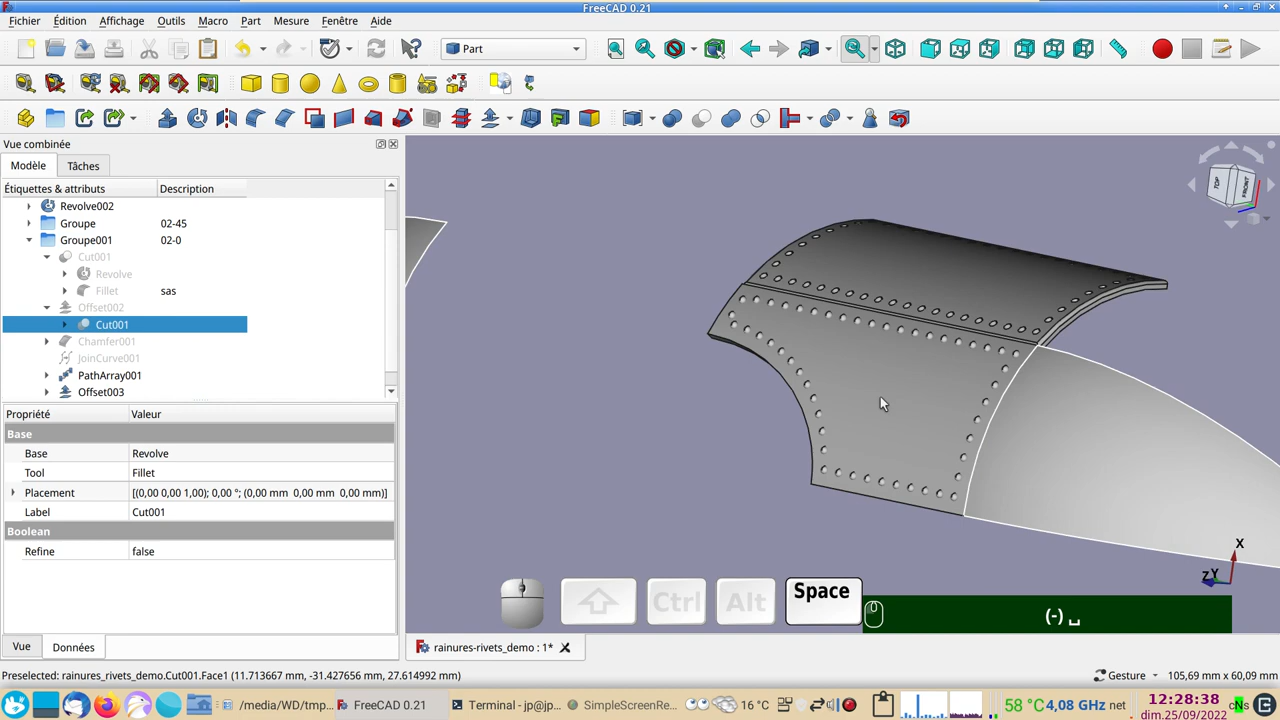 FreeCAD 0.21
Fichier Édition Affichage Outils Macro Part Mesure Fenêtre Aide
Part
Vue combinée
Modèle Tâches
Étiquettes & attributs Description
Revolve002
Groupe 02-45
Groupe001 02-0
Cut001
Revolve
Fillet sas
Offset002
Cut001
Chamfer001
JoinCurve001
PathArray001
Offset003
Propriété Valeur
Base
Base Revolve
Tool Fillet
Placement [(0,00 0,00 1,00); 0,00 °; (0,00 mm 0,00 mm 0,00 mm)]
Label Cut001
Boolean
Refine false
TOP FRONT
X
Y
Z
Ctrl Alt Space
(-) ␣
Vue Données
rainures-rivets_demo : 1*
Preselected: rainures_rivets_demo.Cut001.Face1 (11.713667 mm, -31.427656 mm, 27.614992 mm)
Gesture 105,69 mm x 60,09 mm
/media/WD/tmp...
FreeCAD 0.21
Terminal - jp@jp...
SimpleScreenRe...
16 °C
58 °C 4,08 GHz net
12:28:38
dim.25/09/2022
cNs